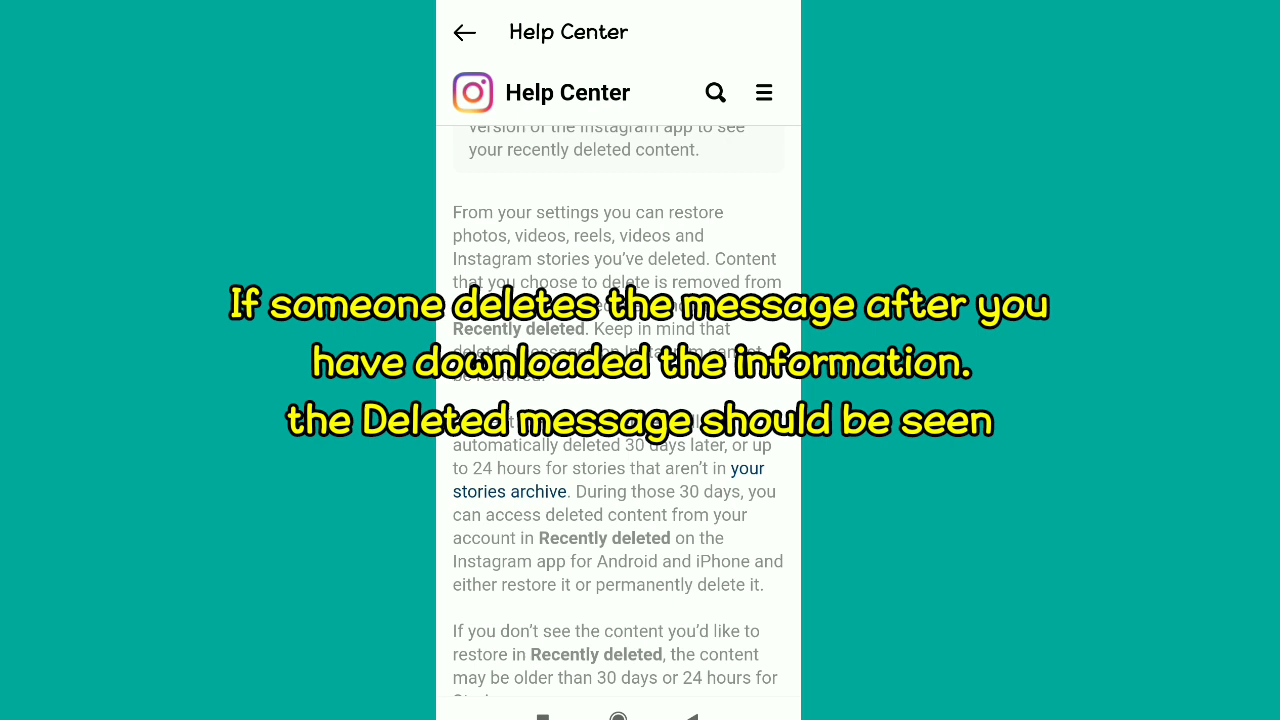 Help Center
Help Center
version of the Instagram app to see
your recently deleted content.
From your settings you can restore
photos, videos, reels, videos and
Instagram stories you've deleted. Content
that you choose to delete is removed from
If someone deletes the message after you
Recently deleted. Keep in mind that
have downloaded the information.
be restored.
the Deleted message should be seen
automatically deleted 30 days later, or up
to 24 hours for stories that aren't in your
stories archive. During those 30 days, you
can access deleted content from your
account in Recently deleted on the
Instagram app for Android and iPhone and
either restore it or permanently delete it.
If you don't see the content you'd like to
restore in Recently deleted, the content
may be older than 30 days or 24 hours for